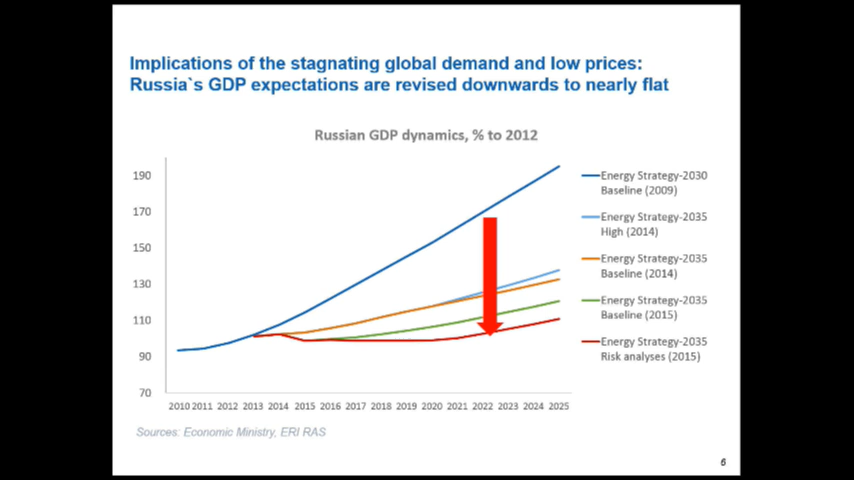 Implications of the stagnating global demand and low prices:
Russia`s GDP expectations are revised downwards to nearly flat
Russian GDP dynamics, % to 2012
190
170
150
130
110
90
70
2010 2011 2012 2013 2014 2015 2016 2017 2018 2019 2020 2021 2022 2023 2024 2025
Energy Strategy-2030
Baseline (2009)
Energy Strategy-2035
High (2014)
Energy Strategy-2035
Baseline (2014)
Energy Strategy-2035
Baseline (2015)
Energy Strategy-2035
Risk analyses (2015)
Sources: Economic Ministry, ERI RAS
6